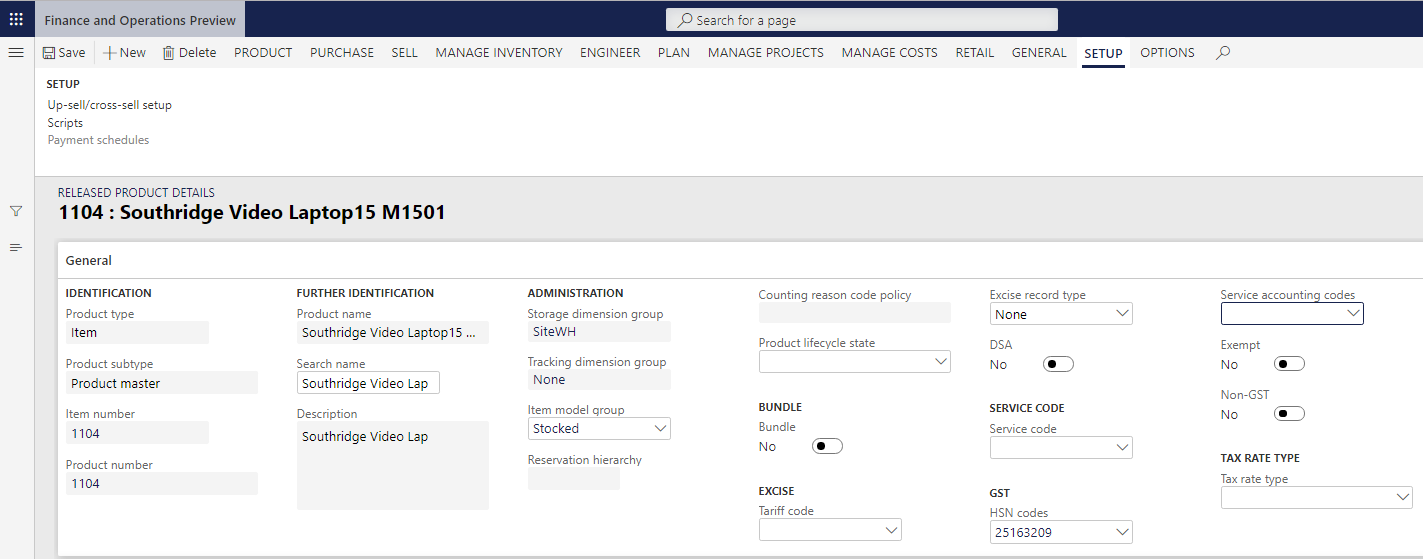 Finance and Operations Preview
Search for a page
Save
New
Delete
PRODUCT
PURCHASE
SELL
MANAGE INVENTORY
ENGINEER
PLAN
MANAGE PROJECTS
MANAGE COSTS
RETAIL
GENERAL
SETUP
OPTIONS
SETUP
Up-sell/cross-sell setup
Scripts
Payment schedules
RELEASED PRODUCT DETAILS
1104 : Southridge Video Laptop15 M1501
General
IDENTIFICATION
Product type
Item
Product subtype
Product master
Item number
1104
Product number
1104
FURTHER IDENTIFICATION
Product name
Southridge Video Laptop15 ...
Search name
Southridge Video Lap
Description
Southridge Video Lap
ADMINISTRATION
Storage dimension group
SiteWH
Tracking dimension group
None
Item model group
Stocked
Reservation hierarchy
Counting reason code policy
Product lifecycle state
BUNDLE
Bundle
No
EXCISE
Tariff code
Excise record type
None
DSA
No
SERVICE CODE
Service code
GST
HSN codes
25163209
Service accounting codes
Exempt
No
Non-GST
No
TAX RATE TYPE
Tax rate type